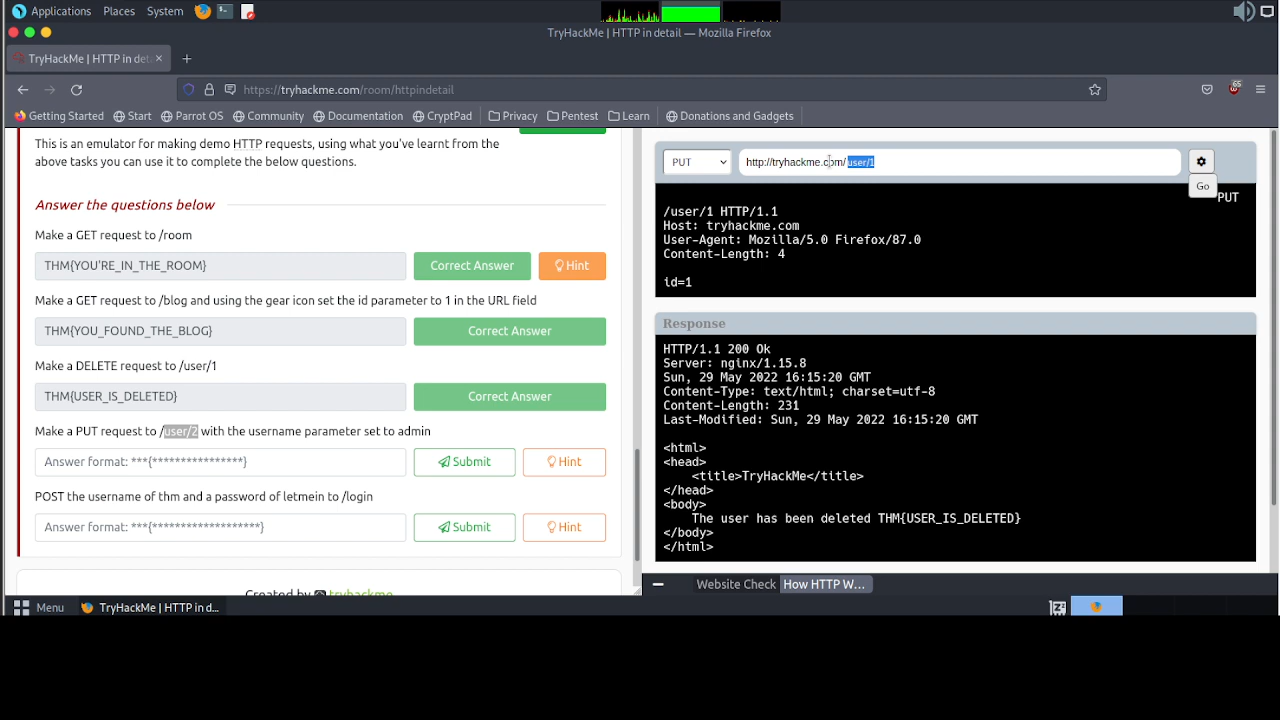 Applications Places System
TryHackMe | HTTP in detail — Mozilla Firefox
TryHackMe | HTTP in det
https://tryhackme.com/room/httpindetail
65
Getting Started Start Parrot OS Community Documentation CryptPad Privacy Pentest Learn Donations and Gadgets
This is an emulator for making demo HTTP requests, using what you've learnt from the
above tasks you can use it to complete the below questions.
Answer the questions below
Make a GET request to /room
THM{YOU'RE_IN_THE_ROOM}
Correct Answer
Hint
Make a GET request to /blog and using the gear icon set the id parameter to 1 in the URL field
THM{YOU_FOUND_THE_BLOG}
Correct Answer
Make a DELETE request to /user/1
THM{USER_IS_DELETED}
Correct Answer
Make a PUT request to /user/2 with the username parameter set to admin
Answer format: ***{****************}
Submit
Hint
POST the username of thm and a password of letmein to /login
Answer format: ***{*******************}
Submit
Hint
Created by tryhackme
PUT
http://tryhackme.com/user/1
Go
PUT
/user/1 HTTP/1.1
Host: tryhackme.com
User-Agent: Mozilla/5.0 Firefox/87.0
Content-Length: 4
id=1
Response
HTTP/1.1 200 Ok
Server: nginx/1.15.8
Sun, 29 May 2022 16:15:20 GMT
Content-Type: text/html; charset=utf-8
Content-Length: 231
Last-Modified: Sun, 29 May 2022 16:15:20 GMT
<html>
<head>
<title>TryHackMe</title>
</head>
<body>
The user has been deleted THM{USER_IS_DELETED}
</body>
</html>
Website Check How HTTP W...
Menu TryHackMe | HTTP in d...